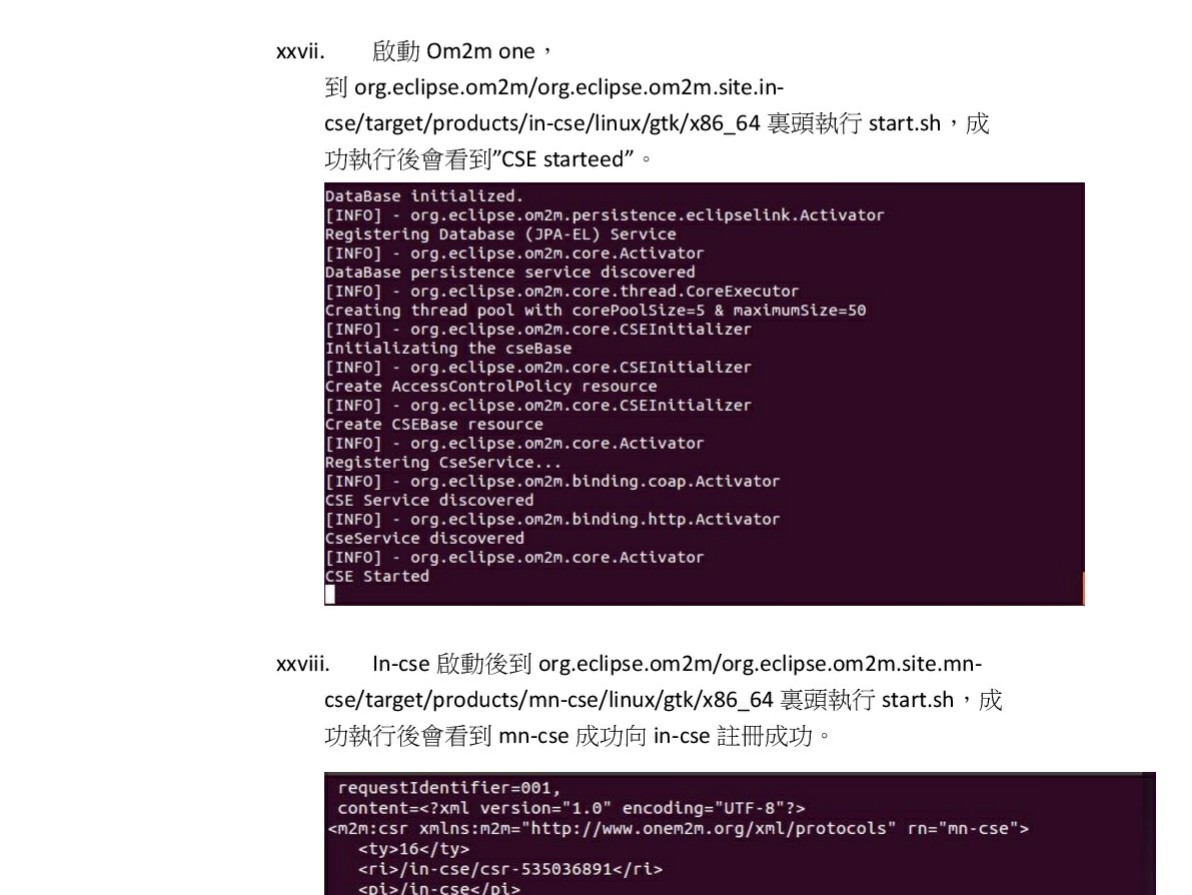 xxvii. 啟動 Om2m one，
到 org.eclipse.om2m/org.eclipse.om2m.site.in-
cse/target/products/in-cse/linux/gtk/x86_64 裏頭執行 start.sh，成
功執行後會看到”CSE starteed”。
DataBase initialized.
[INFO] - org.eclipse.om2m.persistence.eclipselink.Activator
Registering Database (JPA-EL) Service
[INFO] - org.eclipse.om2m.core.Activator
DataBase persistence service discovered
[INFO] - org.eclipse.om2m.core.thread.CoreExecutor
Creating thread pool with corePoolSize=5 & maximumSize=50
[INFO] - org.eclipse.om2m.core.CSEInitializer
Initializating the cseBase
[INFO] - org.eclipse.om2m.core.CSEInitializer
Create AccessControlPolicy resource
[INFO] - org.eclipse.om2m.core.CSEInitializer
Create CSEBase resource
[INFO] - org.eclipse.om2m.core.Activator
Registering CseService...
[INFO] - org.eclipse.om2m.binding.coap.Activator
CSE Service discovered
[INFO] - org.eclipse.om2m.binding.http.Activator
CseService discovered
[INFO] - org.eclipse.om2m.core.Activator
CSE Started
xxviii. In-cse 啟動後到 org.eclipse.om2m/org.eclipse.om2m.site.mn-
cse/target/products/mn-cse/linux/gtk/x86_64 裏頭執行 start.sh，成
功執行後會看到 mn-cse 成功向 in-cse 註冊成功。
requestIdentifier=001,
content=<?xml version="1.0" encoding="UTF-8"?>
<m2m:csr xmlns:m2m="http://www.onem2m.org/xml/protocols" rn="mn-cse">
<ty>16</ty>
<ri>/in-cse/csr-535036891</ri>
<pi>/in-cse</pi>